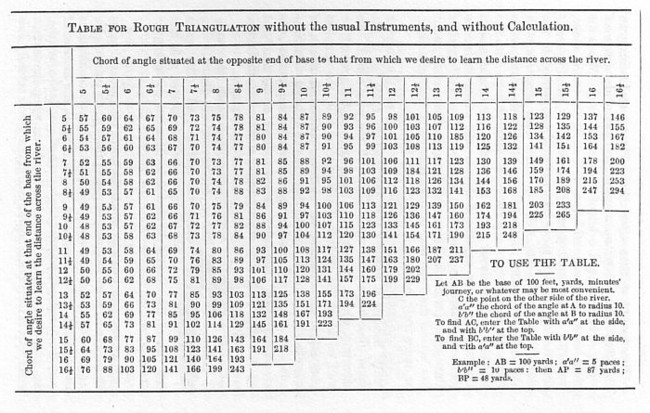 TABLE FOR ROUGH TRIANGULATION without the usual Instruments, and without Calculation.
Chord of angle situated at the opposite end of base to that from which we desire to learn the distance across the river.
Chord of angle situated at that end of the base from which we desire to learn the distance across the river.
5 5½ 6 6½ 7 7½ 8 8½ 9 9½ 10 10½ 11 11½ 12 12½ 13 13½ 14 14½ 15 15½ 16 16½
5 57 60 64 67 70 73 75 78 81 84 87 89 92 95 98 101 105 109 113 118 123 129 137 146
5½ 55 59 62 65 69 72 74 78 81 84 87 90 93 96 100 103 107 112 116 122 128 135 144 155
6 54 57 61 64 68 71 74 77 80 84 87 90 94 97 101 105 110 185 120 126 134 142 153 167
6½ 53 56 60 63 67 70 74 77 80 84 87 91 95 99 103 108 113 119 125 132 141 151 164 182
7 52 55 59 63 66 70 73 77 81 85 88 92 96 101 106 111 117 123 130 139 149 161 178 200
7½ 51 55 58 62 66 70 73 77 81 85 89 94 98 103 109 184 121 128 136 146 159 174 194 223
8 50 54 58 62 66 70 74 78 82 86 91 95 101 106 112 118 126 134 144 156 170 189 215 253
8½ 49 53 57 61 65 70 74 78 83 88 92 98 103 109 116 123 132 141 153 168 185 208 247 294
9 49 53 57 61 66 70 75 79 84 89 94 100 106 113 121 129 139 150 162 181 203 233
9½ 49 53 57 62 66 71 76 81 86 91 97 103 110 118 126 136 147 160 174 194 225 265
10 48 53 57 62 67 72 77 82 88 94 100 107 115 123 133 145 161 173 193 218
10½ 48 53 58 63 68 73 78 84 90 97 104 112 120 130 141 154 171 190 215 248
11 49 53 58 64 69 74 80 86 93 100 108 117 127 138 151 166 187 211
11½ 49 54 59 65 70 76 83 89 97 105 113 124 135 147 163 180 207 237
12 50 55 60 66 72 79 85 93 101 110 120 131 144 160 179 202
12½ 50 56 62 68 75 81 89 98 106 117 128 141 157 175 199 229
13 52 57 64 70 77 85 93 103 113 125 138 155 173 196
13½ 53 59 66 73 81 90 99 109 121 135 151 171 194 224
14 55 62 69 77 85 95 106 118 132 148 167 193
14½ 57 65 73 81 91 102 114 129 145 161 191 223
15 60 68 77 87 99 110 126 143 164 184
15½ 64 73 83 95 108 123 141 163 191 218
16 69 79 90 105 121 140 164 193
16½ 76 88 103 120 141 166 199 243
TO USE THE TABLE.
Let AB be the base of 100 feet, yards, minutes'
journey, or whatever may be most convenient.
C the point on the other side of the river.
a'a" the chord of the angle at A to radius 10.
b'b" the chord of the angle at B to radius 10.
To find AC, enter the Table with a'a" at the side,
and with b'b" at the top.
To find BC, enter the Table with b'b" at the side,
and with a'a" at the top.
Example: AB = 100 yards; a'a" = 5 paces;
b'b" = 10 paces: then AP = 87 yards;
BP = 48 yards.